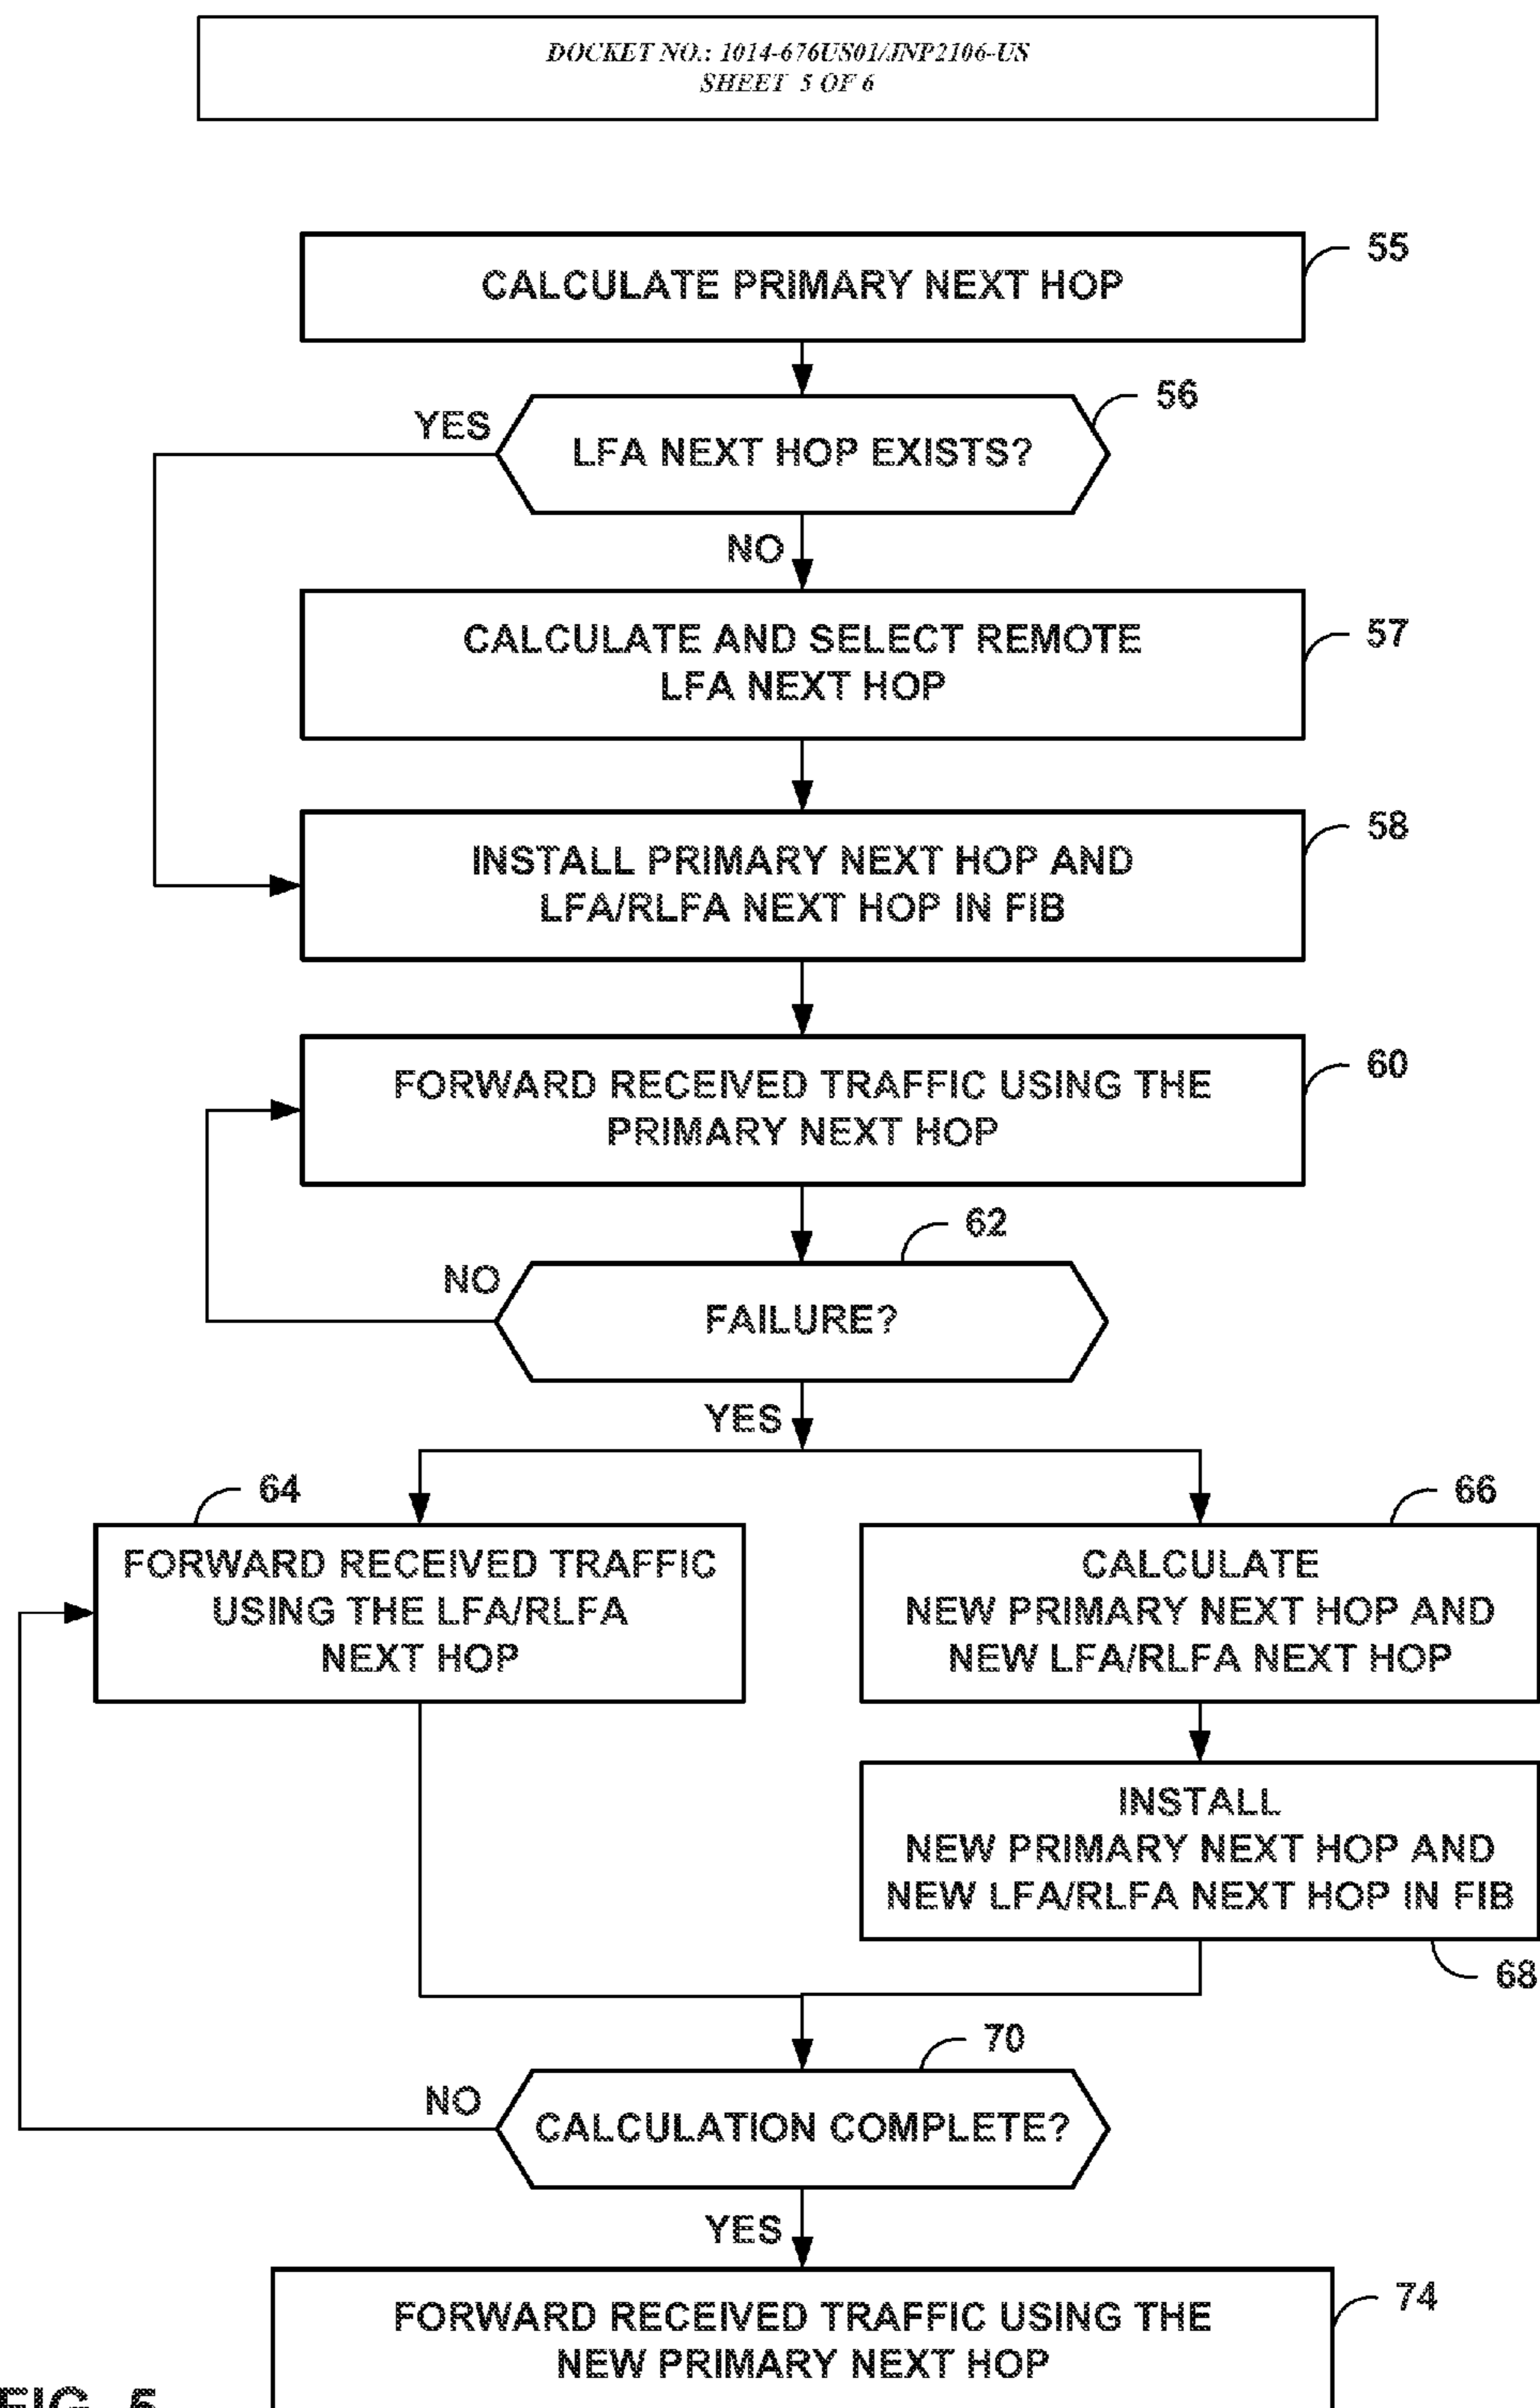 DOCKET NO.: 1014-676US01/JNP2106-US
SHEET 5 OF 6
CALCULATE PRIMARY NEXT HOP
55
YES
LFA NEXT HOP EXISTS?
56
NO
CALCULATE AND SELECT REMOTE
LFA NEXT HOP
57
INSTALL PRIMARY NEXT HOP AND
LFA/RLFA NEXT HOP IN FIB
58
FORWARD RECEIVED TRAFFIC USING THE
PRIMARY NEXT HOP
60
62
NO
FAILURE?
YES
64
FORWARD RECEIVED TRAFFIC
USING THE LFA/RLFA
NEXT HOP
66
CALCULATE
NEW PRIMARY NEXT HOP AND
NEW LFA/RLFA NEXT HOP
INSTALL
NEW PRIMARY NEXT HOP AND
NEW LFA/RLFA NEXT HOP IN FIB
68
70
NO
CALCULATION COMPLETE?
YES
FORWARD RECEIVED TRAFFIC USING THE
NEW PRIMARY NEXT HOP
74
FIG. 5